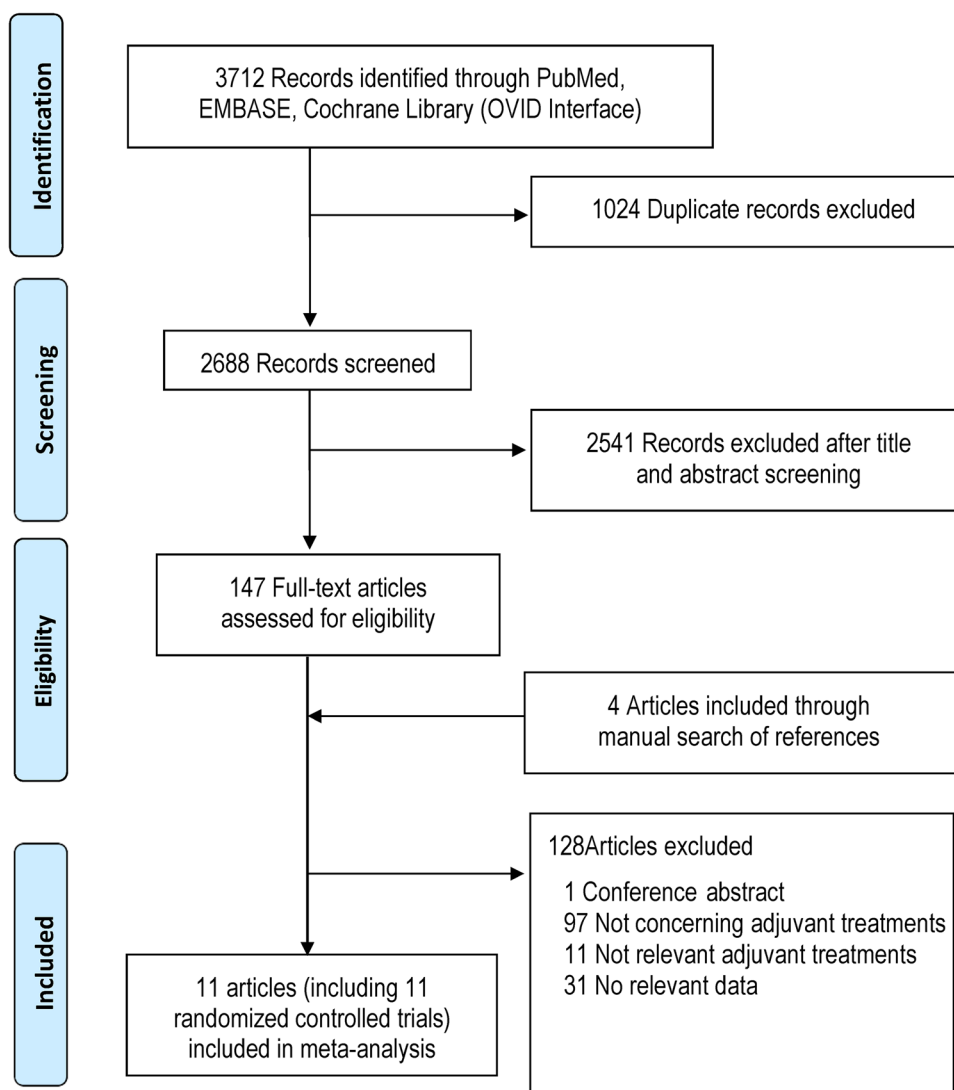 Identification
3712 Records identified through PubMed,
EMBASE, Cochrane Library (OVID Interface)
1024 Duplicate records excluded
Screening
2688 Records screened
2541 Records excluded after title
and abstract screening
Eligibility
147 Full-text articles
assessed for eligibility
4 Articles included through
manual search of references
Included
128Articles excluded
1 Conference abstract
97 Not concerning adjuvant treatments
11 Not relevant adjuvant treatments
31 No relevant data
11 articles (including 11
randomized controlled trials)
included in meta-analysis